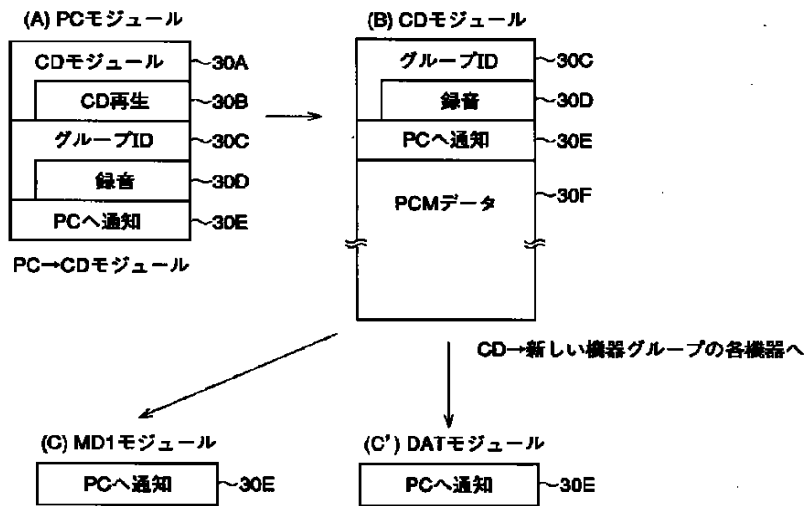 (A) PCモジュール
CDモジュール ~30A
CD再生 ~30B
グループID ~30C
録音 ~30D
PCへ通知 ~30E
PC→CDモジュール
(B) CDモジュール
グループID ~30C
録音 ~30D
PCへ通知 ~30E
PCMデータ ~30F
CD→新しい機器グループの各機器へ
(C) MD1モジュール
PCへ通知 ~30E
(C') DATモジュール
PCへ通知 ~30E